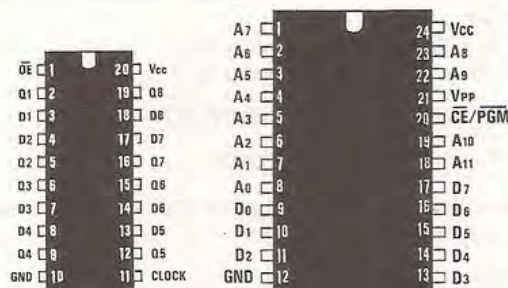 O̅E̅ 1 20 Vcc
Q1 2 19 Q8
D1 3 18 D8
D2 4 17 D7
Q2 5 16 Q7
Q3 6 15 Q6
D3 7 14 D6
D4 8 13 D5
Q4 9 12 Q5
GND 10 11 CLOCK
A7 1 24 Vcc
A6 2 23 A8
A5 3 22 A9
A4 4 21 VPP
A3 5 20 C̅E̅/P̅G̅M̅
A2 6 19 A10
A1 7 18 A11
A0 8 17 D7
D0 9 16 D6
D1 10 15 D5
D2 11 14 D4
GND 12 13 D3